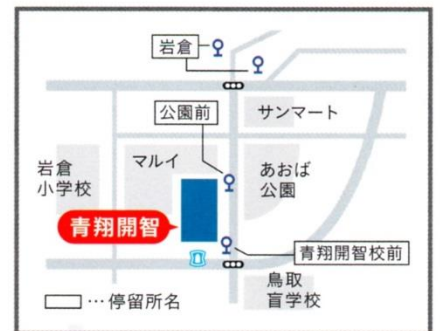 岩倉
公園前
サンマート
岩倉
小学校
マルイ
あおば
公園
青翔開智
青翔開智校前
鳥取
盲学校
…停留所名